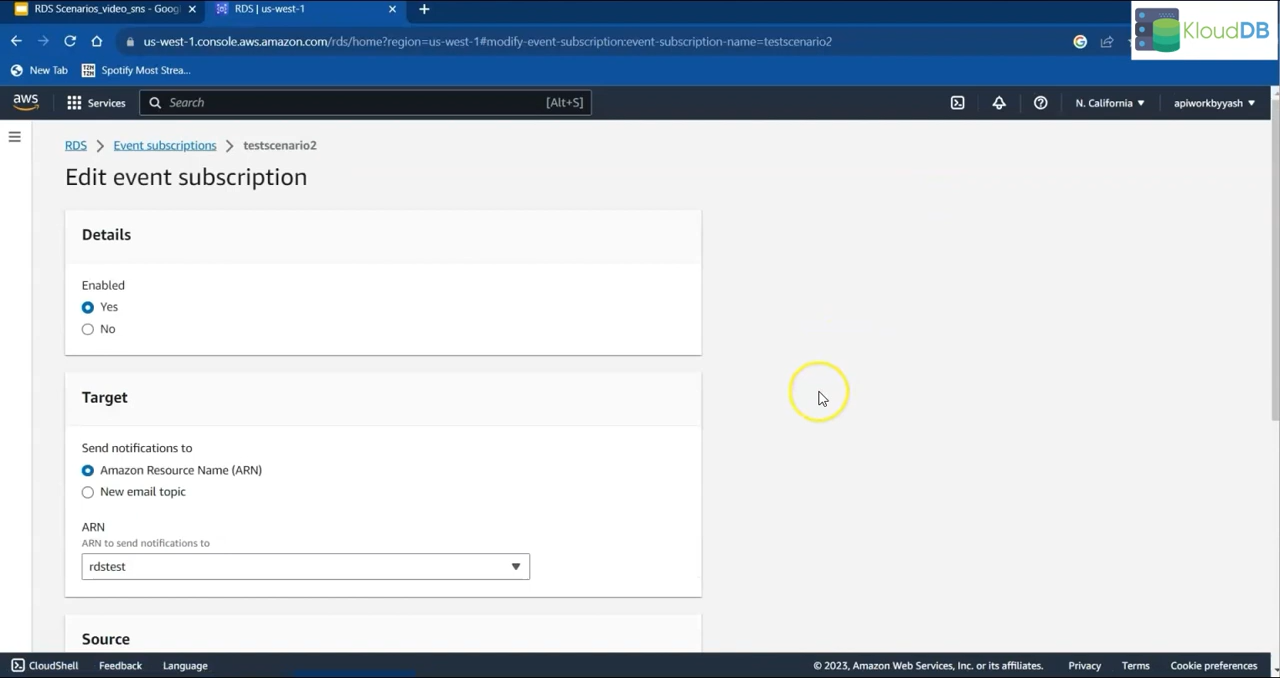 RDS Scenarios_video_sns - Googl
RDS | us-west-1
us-west-1.console.aws.amazon.com/rds/home?region=us-west-1#modify-event-subscription:event-subscription-name=testscenario2
KloudDB
New Tab
Spotify Most Strea...
aws
Services
Search
[Alt+S]
N. California
apiworkbyyash
RDS
Event subscriptions
testscenario2
Edit event subscription
Details
Enabled
Yes
No
Target
Send notifications to
Amazon Resource Name (ARN)
New email topic
ARN
ARN to send notifications to
rdstest
Source
CloudShell
Feedback
Language
© 2023, Amazon Web Services, Inc. or its affiliates.
Privacy
Terms
Cookie preferences